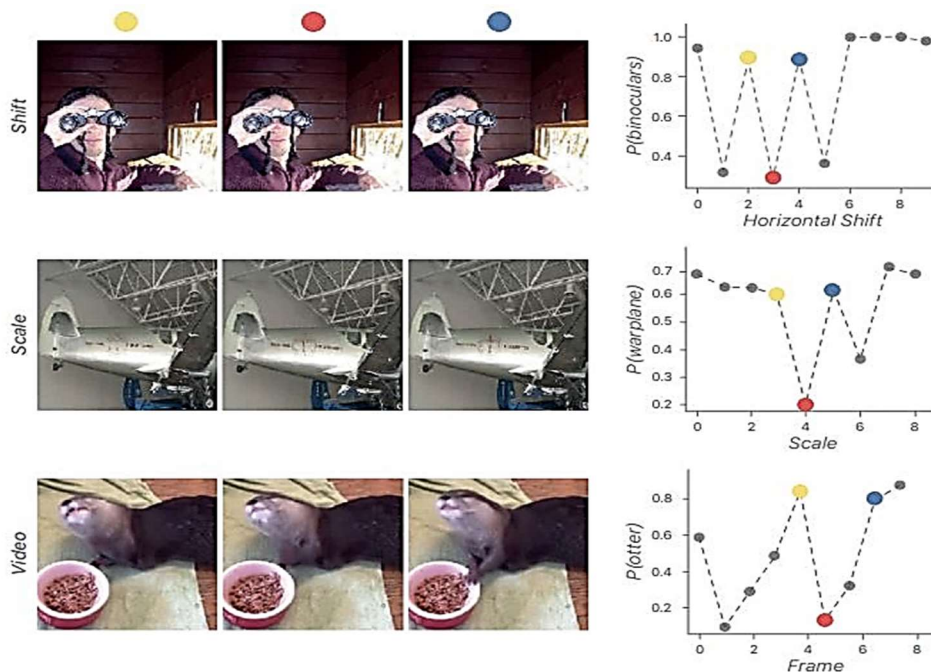 Shift
P(binoculars)
1.0
0.8
0.6
0.4
0 2 4 6 8
Horizontal Shift
Scale
P(warplane)
0.7
0.6
0.5
0.4
0.3
0.2
0 2 4 6 8
Scale
Video
P(otter)
0.8
0.6
0.4
0.2
0 2 4 6 8
Frame